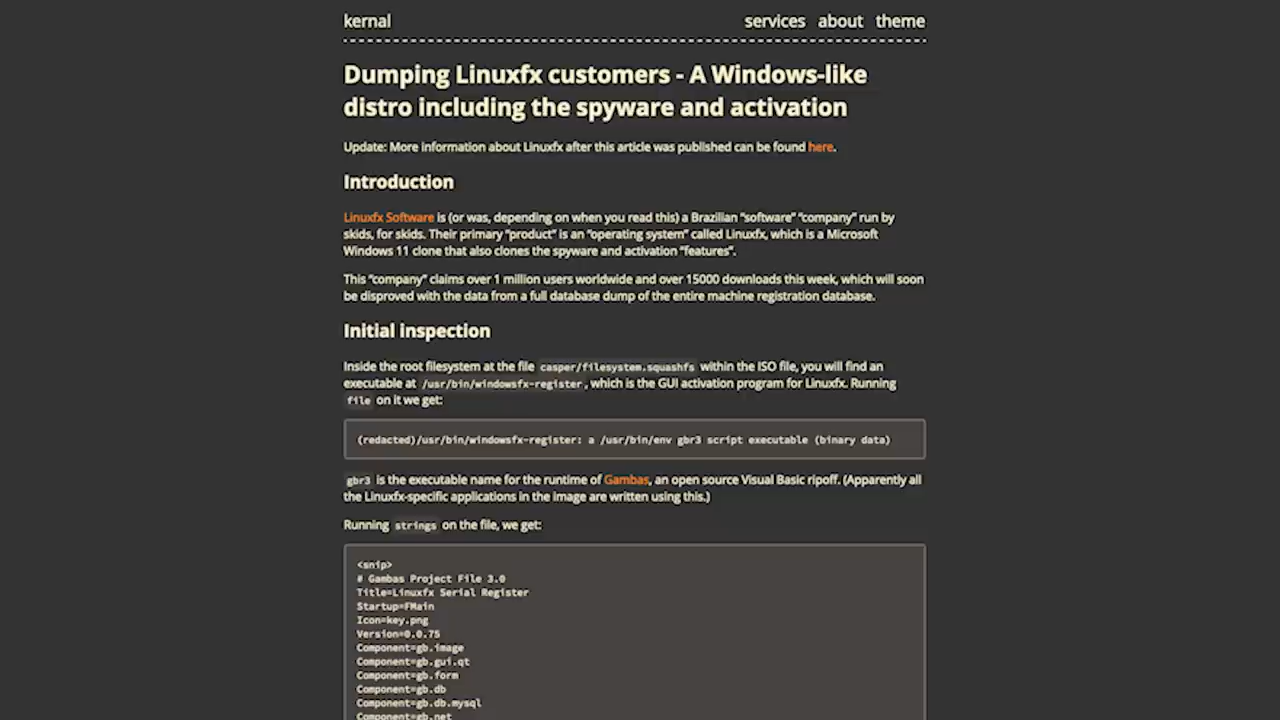 kernal
services about theme
Dumping Linuxfx customers - A Windows-like
distro including the spyware and activation
Update: More information about Linuxfx after this article was published can be found here.
Introduction
Linuxfx Software is (or was, depending on when you read this) a Brazilian “software” “company” run by
skids, for skids. Their primary “product” is an “operating system” called Linuxfx, which is a Microsoft
Windows 11 clone that also clones the spyware and activation “features”.
This “company” claims over 1 million users worldwide and over 15000 downloads this week, which will soon
be disproved with the data from a full database dump of the entire machine registration database.
Initial inspection
Inside the root filesystem at the file casper/filesystem.squashfs within the ISO file, you will find an
executable at /usr/bin/windowsfx-register, which is the GUI activation program for Linuxfx. Running
file on it we get:
(redacted)/usr/bin/windowsfx-register: a /usr/bin/env gbr3 script executable (binary data)
gbr3 is the executable name for the runtime of Gambas, an open source Visual Basic ripoff. (Apparently all
the Linuxfx-specific applications in the image are written using this.)
Running strings on the file, we get:
<snip>
# Gambas Project File 3.0
Title=Linuxfx Serial Register
Startup=FMain
Icon=key.png
Version=0.0.75
Component=gb.image
Component=gb.gui.qt
Component=gb.form
Component=gb.db
Component=gb.db.mysql
Component=gb.net